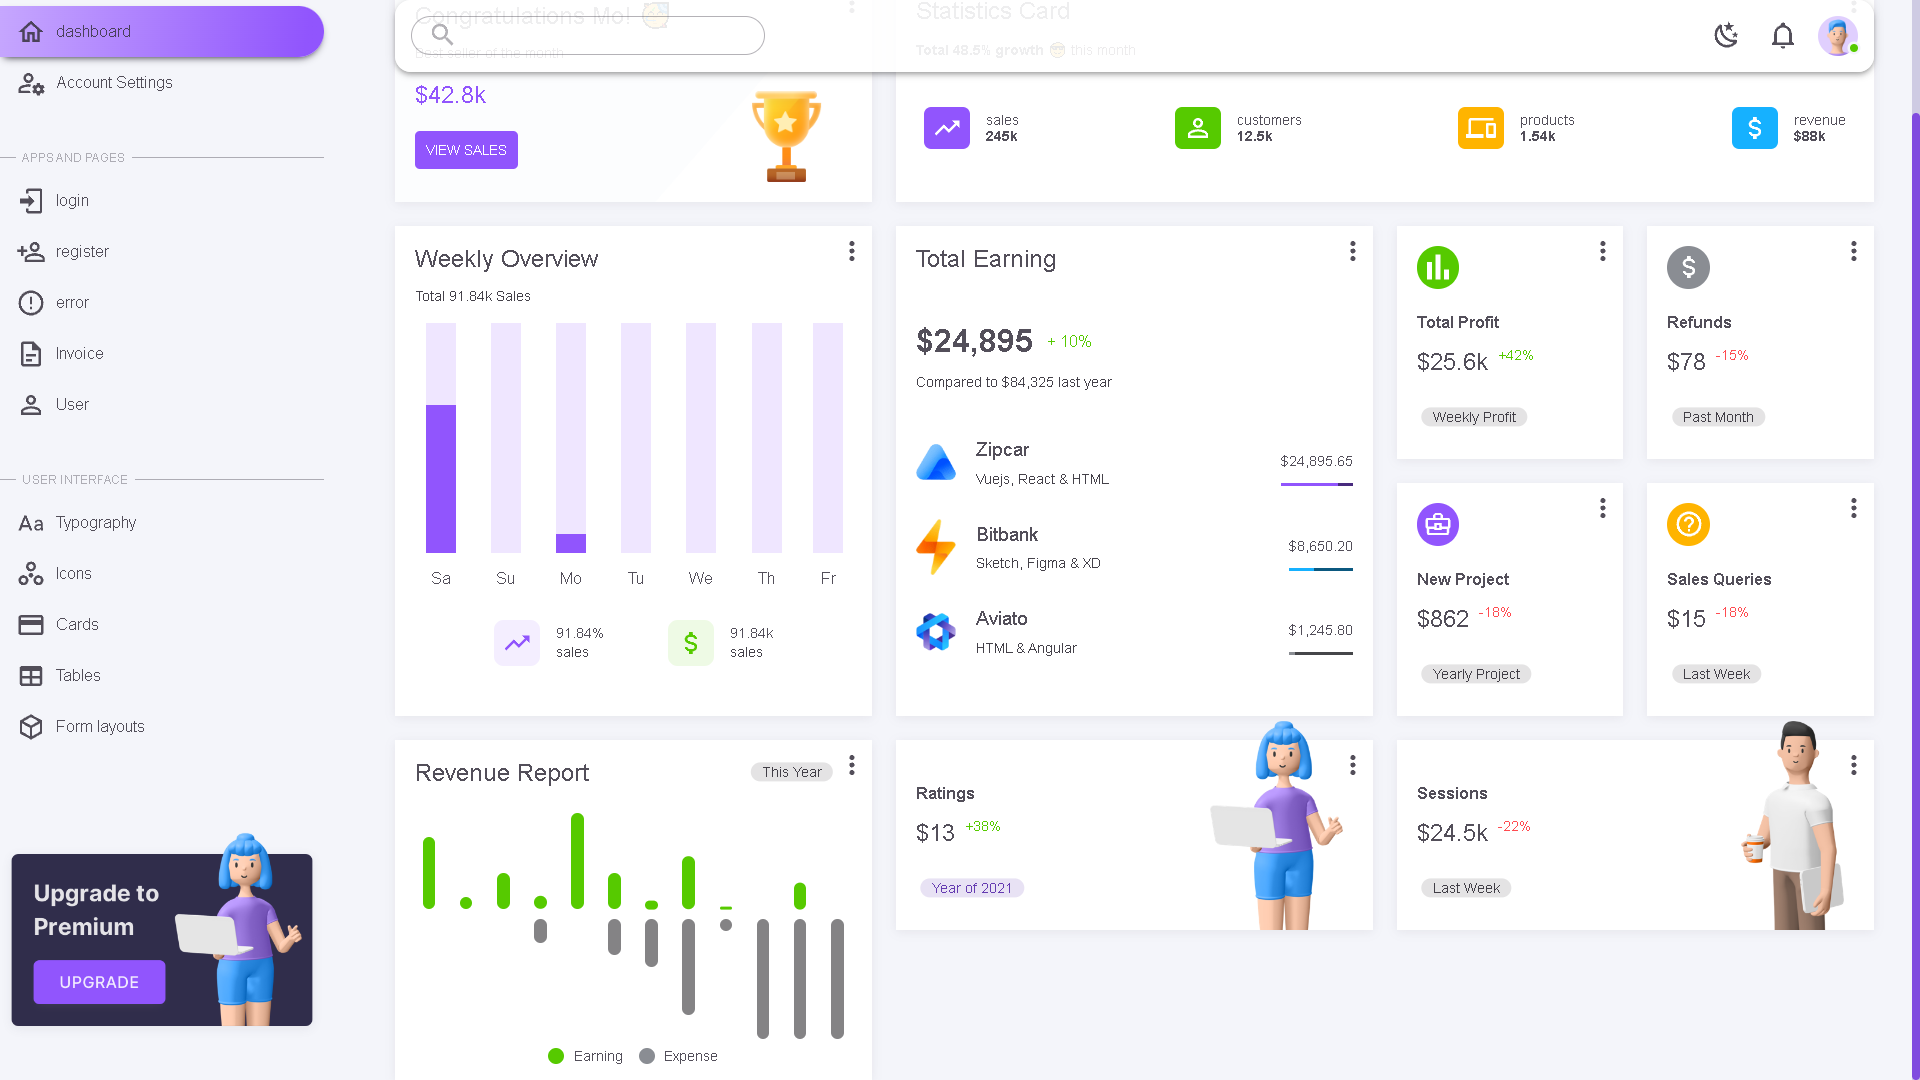 dashboard
Account Settings
APPS AND PAGES
login
register
error
Invoice
User
USER INTERFACE
Aa Typography
Icons
Cards
Tables
Form layouts
Upgrade to
Premium
UPGRADE
Congratulations Mo!
Best seller of the month
$42.8k
VIEW SALES
Statistics Card
Total 48.5% growth 😎 this month
sales
245k
customers
12.5k
products
1.54k
revenue
$88k
Weekly Overview
Total 91.84k Sales
Sa Su Mo Tu We Th Fr
91.84%
sales
91.84k
sales
Total Earning
$24,895 + 10%
Compared to $84,325 last year
Zipcar
Vuejs, React & HTML
$24,895.65
Bitbank
Sketch, Figma & XD
$8,650.20
Aviato
HTML & Angular
$1,245.80
Total Profit
$25.6k +42%
Weekly Profit
Refunds
$78 -15%
Past Month
New Project
$862 -18%
Yearly Project
Sales Queries
$15 -18%
Last Week
Revenue Report
This Year
Earning Expense
Ratings
$13 +38%
Year of 2021
Sessions
$24.5k -22%
Last Week